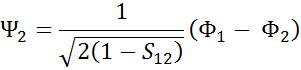 Ψ₂ = 1/√(2(1 − S₁₂)) (Φ₁ − Φ₂)